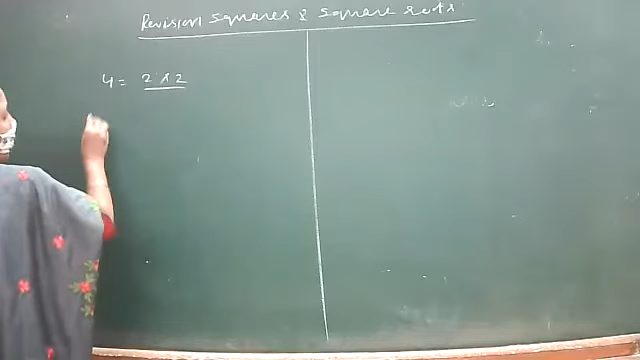 Revision squares & square roots.
4 = 2 x 2